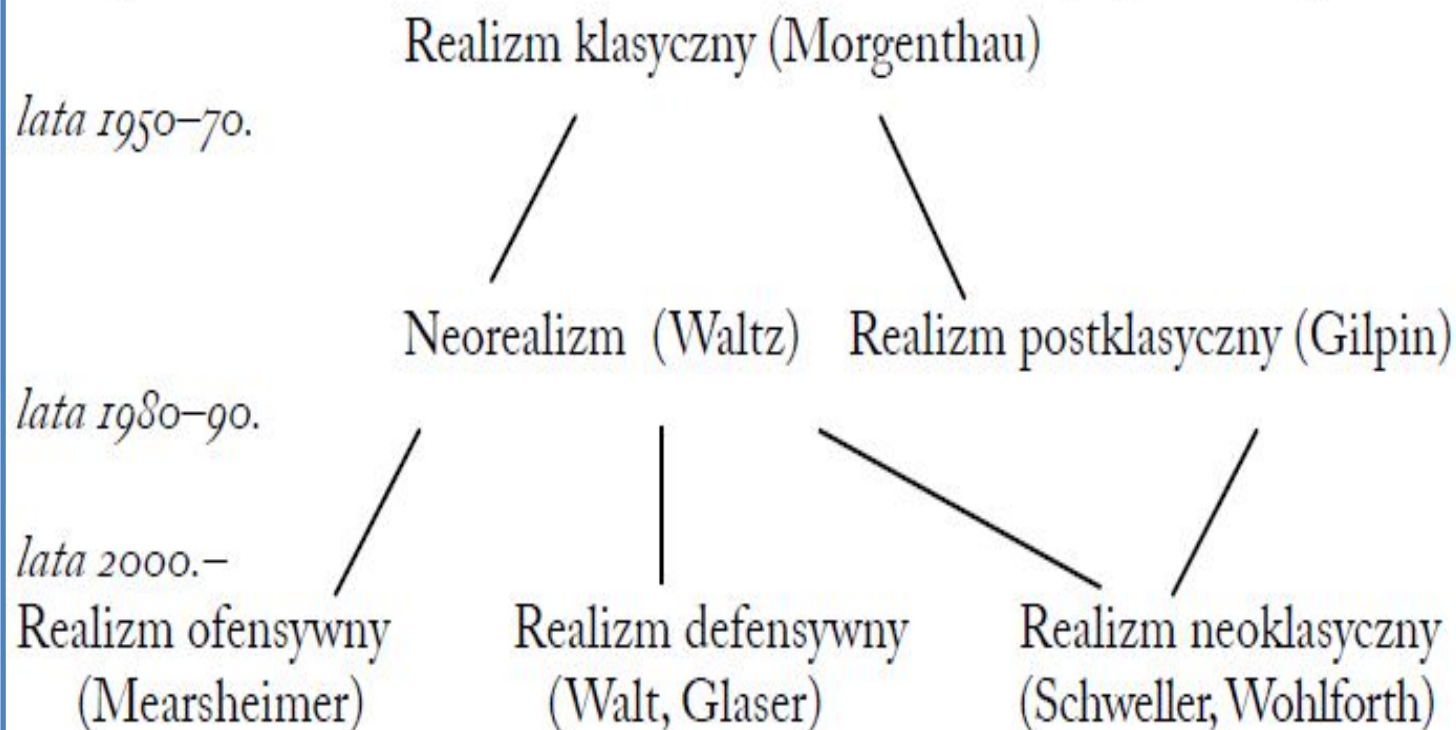 Realizm klasyczny (Morgenthau)
lata 1950–70.
Neorealizm (Waltz) Realizm postklasyczny (Gilpin)
lata 1980–90.
lata 2000.–
Realizm ofensywny Realizm defensywny Realizm neoklasyczny
(Mearsheimer) (Walt, Glaser) (Schweller, Wohlforth)